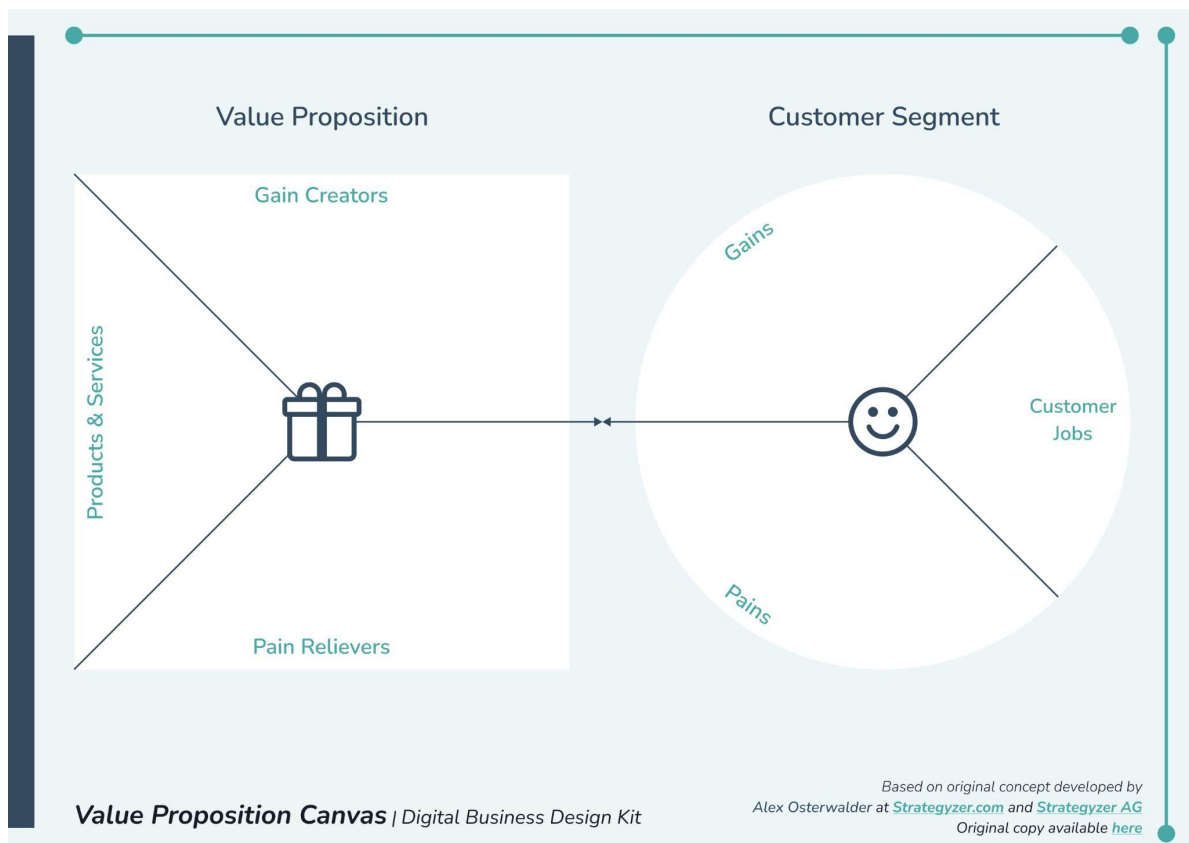 Value Proposition
Customer Segment
Gain Creators
Products & Services
Pain Relievers
Gains
Customer
Jobs
Pains
Value Proposition Canvas | Digital Business Design Kit
Based on original concept developed by
Alex Osterwalder at Strategyzer.com and Strategyzer AG
Original copy available here